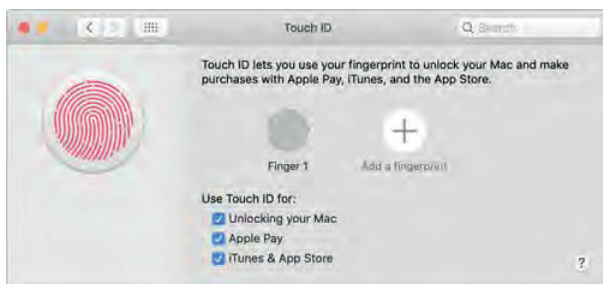 Touch ID
Search
Touch ID lets you use your fingerprint to unlock your Mac and make
purchases with Apple Pay, iTunes, and the App Store.
Finger 1
Add a fingerprint
Use Touch ID for:
Unlocking your Mac
Apple Pay
iTunes & App Store
?